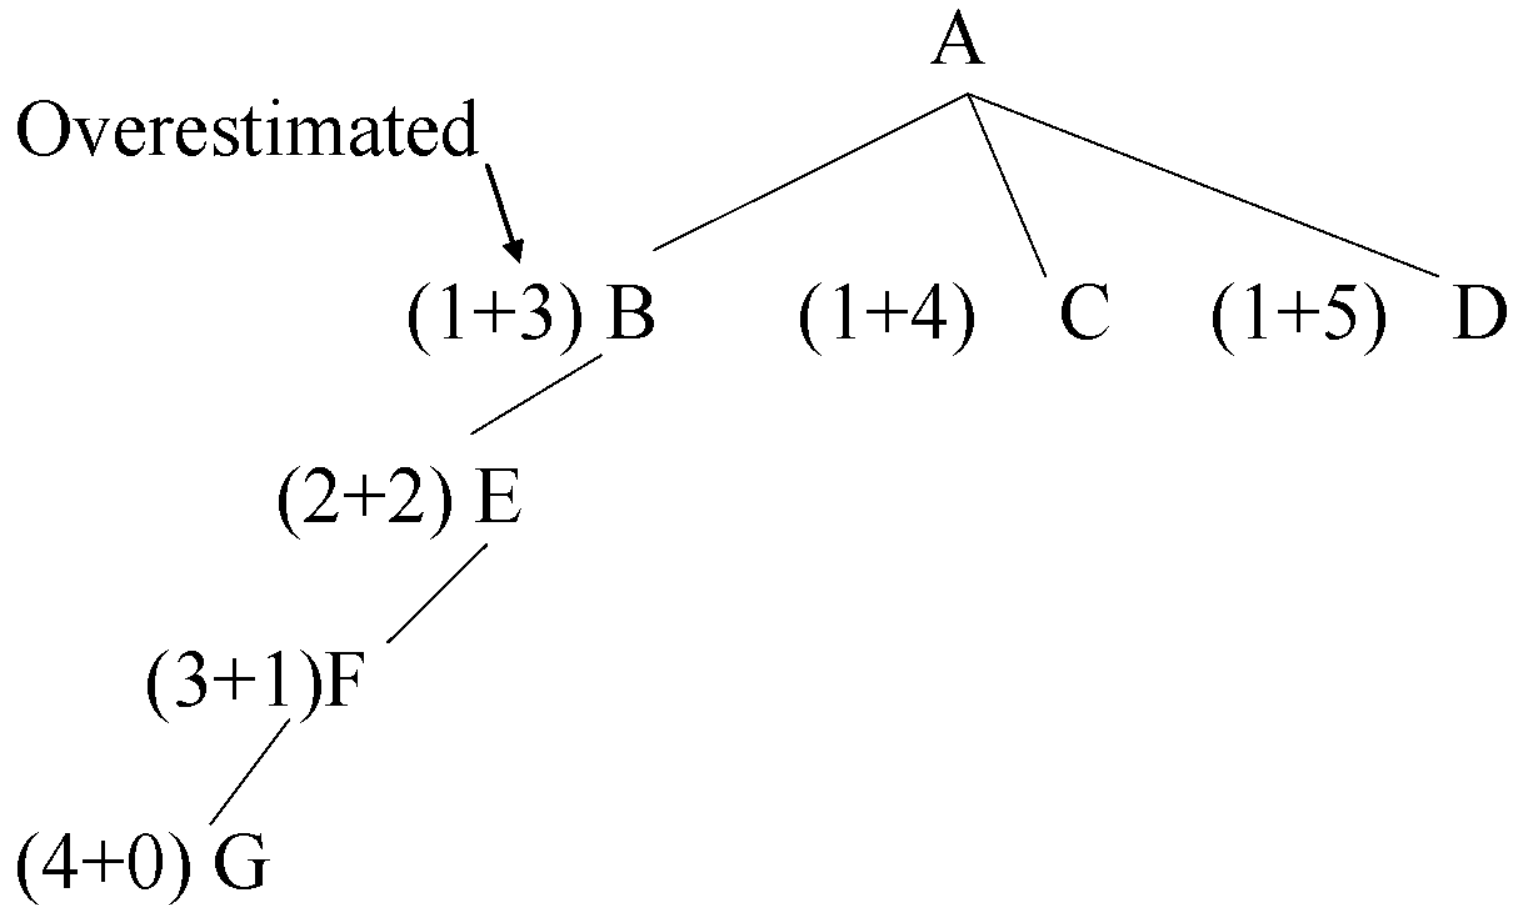 A
Overestimated
(1+3) B (1+4) C (1+5) D
(2+2) E
(3+1)F
(4+0) G